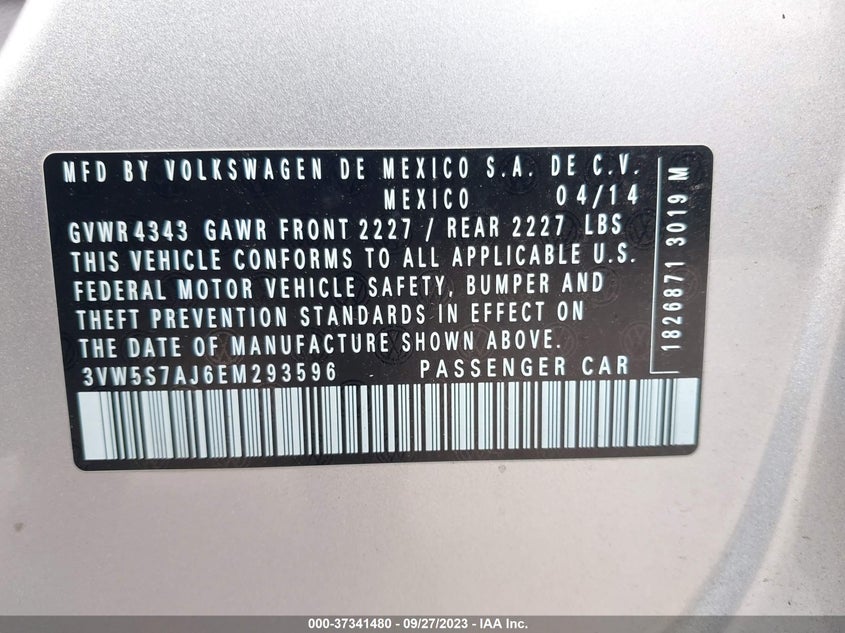 MFD BY VOLKSWAGEN DE MEXICO S.A. DE C.V.
MEXICO 04/14
GVWR 4343 GAWR FRONT 2227 / REAR 2227 LBS
THIS VEHICLE CONFORMS TO ALL APPLICABLE U.S.
FEDERAL MOTOR VEHICLE SAFETY, BUMPER AND
THEFT PREVENTION STANDARDS IN EFFECT ON
THE DATE OF MANUFACTURE SHOWN ABOVE.
3VW5S7AJ6EM293596 PASSENGER CAR
1826871 3019 M
000-37341480 - 09/27/2023 - IAA Inc.